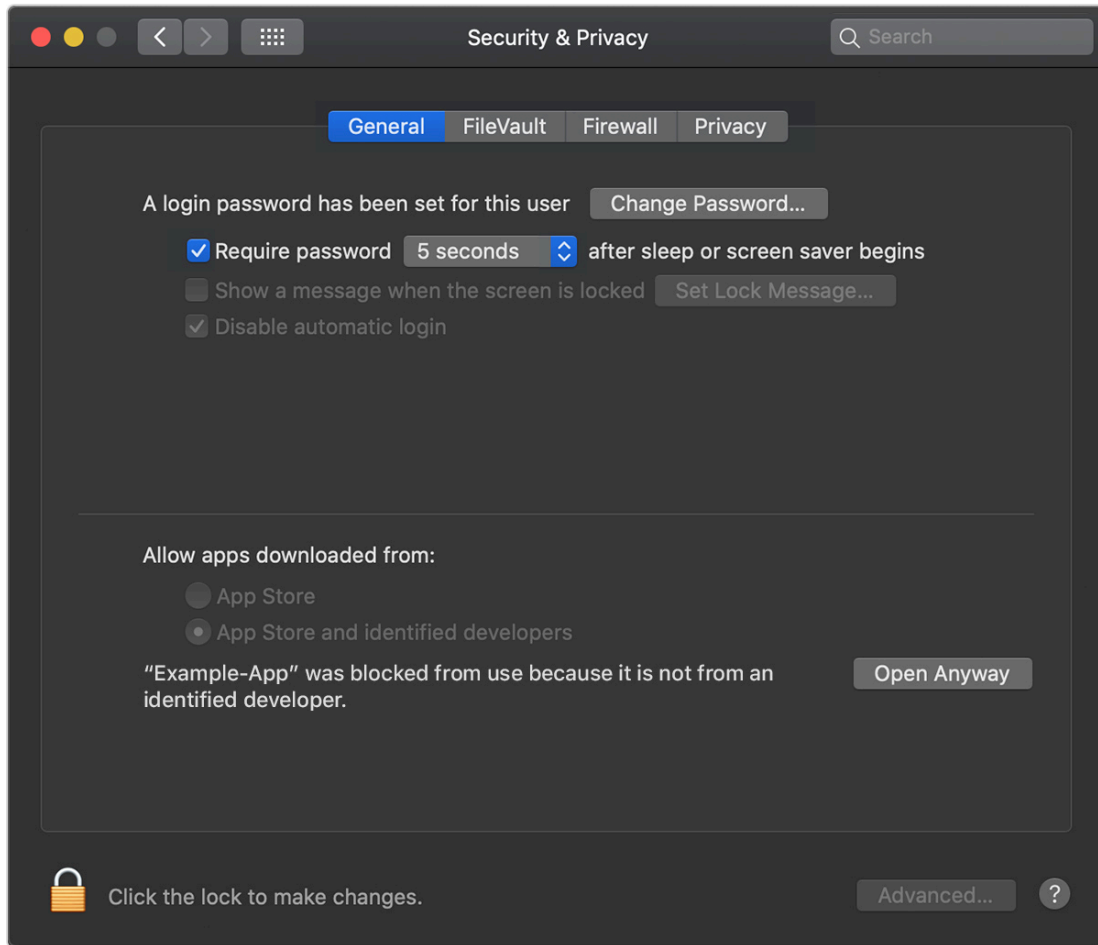 Security & Privacy
Search
General FileVault Firewall Privacy
A login password has been set for this user Change Password...
Require password 5 seconds after sleep or screen saver begins
Show a message when the screen is locked Set Lock Message...
Disable automatic login
Allow apps downloaded from:
App Store
App Store and identified developers
“Example-App” was blocked from use because it is not from an Open Anyway
identified developer.
Click the lock to make changes. Advanced... ?